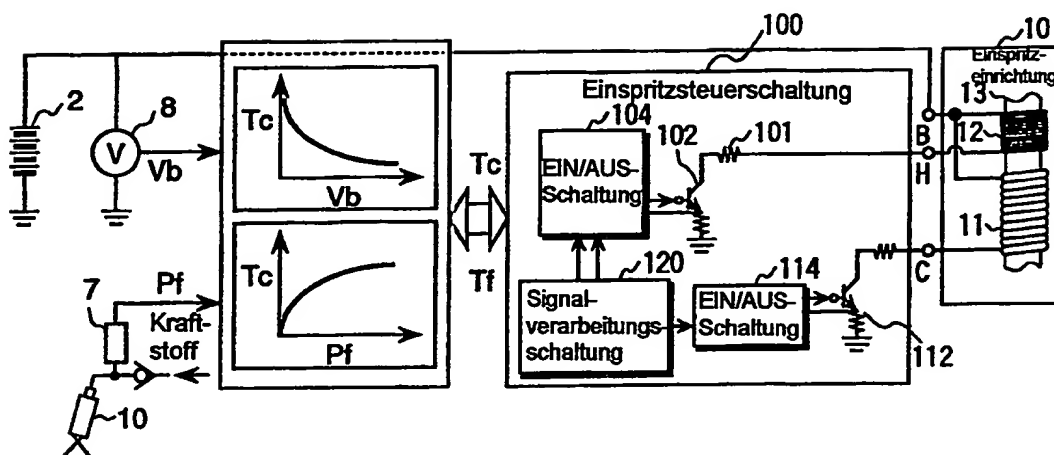 2
8
V
Vb
Tc
Vb
Tc
Pf
7
Pf
Kraft-
stoff
10
Tc
Tf
100
Einspritzsteuerschaltung
104
EIN/AUS-
Schaltung
102
101
120
Signal-
verarbeitungs
schaltung
114
EIN/AUS-
Schaltung
112
B
H
C
10
Einspritz-
einrichtung
13
12
11